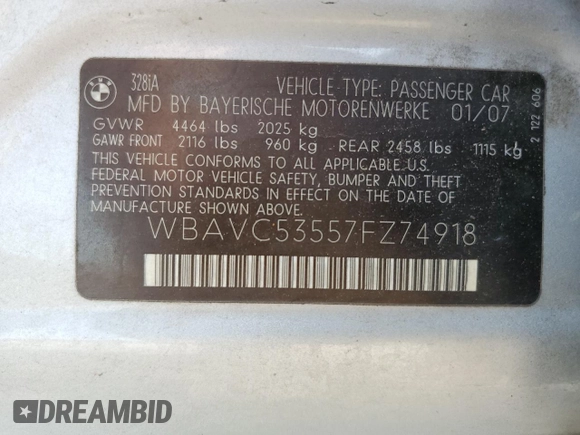 BMW
328iA
VEHICLE TYPE: PASSENGER CAR
MFD BY BAYERISCHE MOTORENWERKE 01/07
GVWR 4464 lbs 2025 kg
GAWR FRONT 2116 lbs 960 kg REAR 2458 lbs 1115 kg
THIS VEHICLE CONFORMS TO ALL APPLICABLE U.S.
FEDERAL MOTOR VEHICLE SAFETY, BUMPER AND THEFT
PREVENTION STANDARDS IN EFFECT ON THE DATE OF
MANUFACTURE SHOWN ABOVE.
WBAVC53557FZ74918
2 122 606
DREAMBID